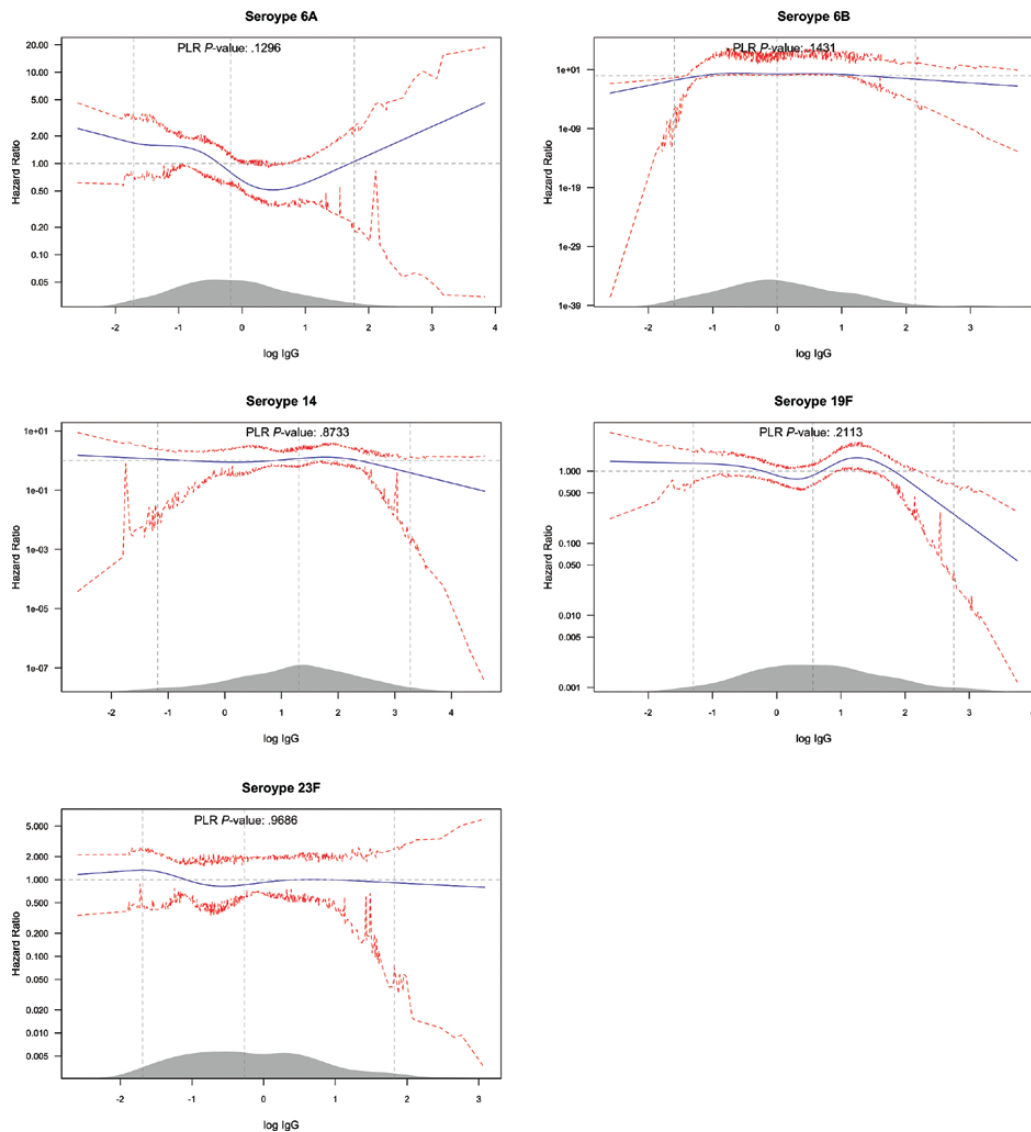 Seroype 6A
PLR P-value: .1296
Hazard Ratio
20.00
10.00
5.00
2.00
1.00
0.50
0.20
0.10
0.05
-2 -1 0 1 2 3 4
log IgG
Seroype 6B
PLR P-value: .1431
Hazard Ratio
1e+01
1e-09
1e-19
1e-29
1e-39
-2 -1 0 1 2 3
log IgG
Seroype 14
PLR P-value: .8733
Hazard Ratio
1e+01
1e-01
1e-03
1e-05
1e-07
-2 -1 0 1 2 3 4
log IgG
Seroype 19F
PLR P-value: .2113
Hazard Ratio
1.000
0.500
0.100
0.050
0.010
0.005
0.001
-2 -1 0 1 2 3
log IgG
Seroype 23F
PLR P-value: .9686
Hazard Ratio
5.000
2.000
1.000
0.500
0.200
0.100
0.050
0.020
0.010
0.005
-2 -1 0 1 2 3
log IgG